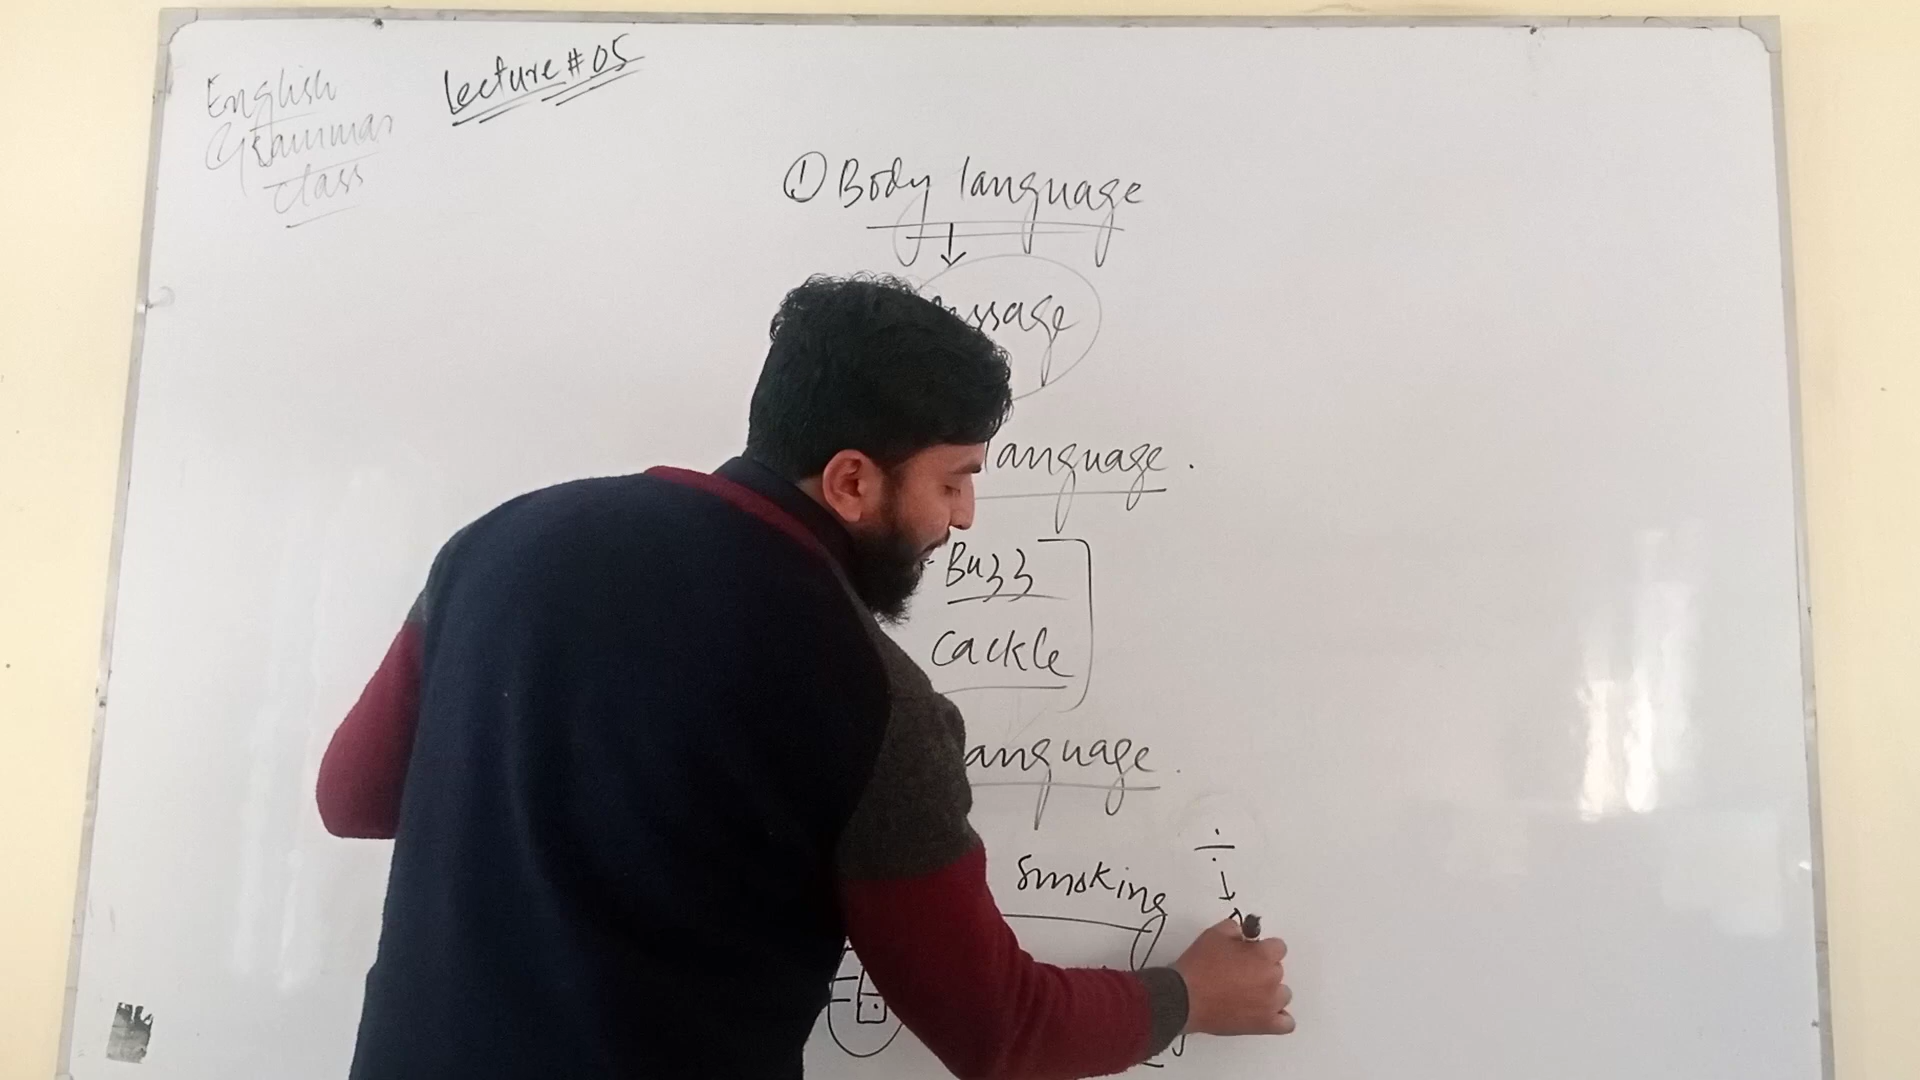 English
Grammar
class
Lecture # 05
① Body language
language.
Buzz
Cackle
language.
Smoking
÷